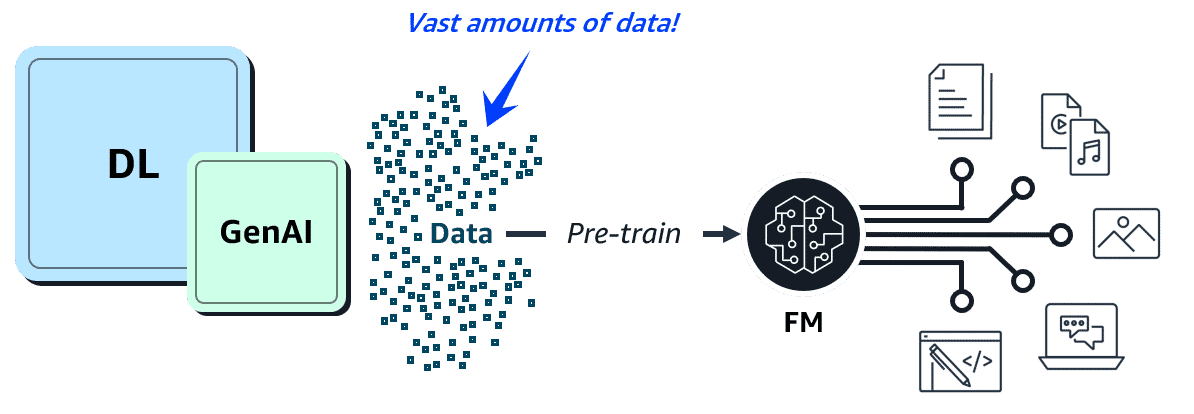 Vast amounts of data!
DL
GenAI
Data
Pre-train
FM
</>